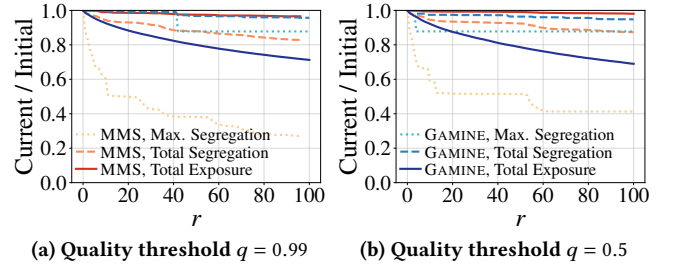 Current / Initial
1.0
0.8
0.6
0.4
0.2
0.0
MMS, Max. Segregation
MMS, Total Segregation
MMS, Total Exposure
0 20 40 60 80 100
r
(a) Quality threshold q = 0.99
Current / Initial
1.0
0.8
0.6
0.4
0.2
0.0
GAMINE, Max. Segregation
GAMINE, Total Segregation
GAMINE, Total Exposure
0 20 40 60 80 100
r
(b) Quality threshold q = 0.5